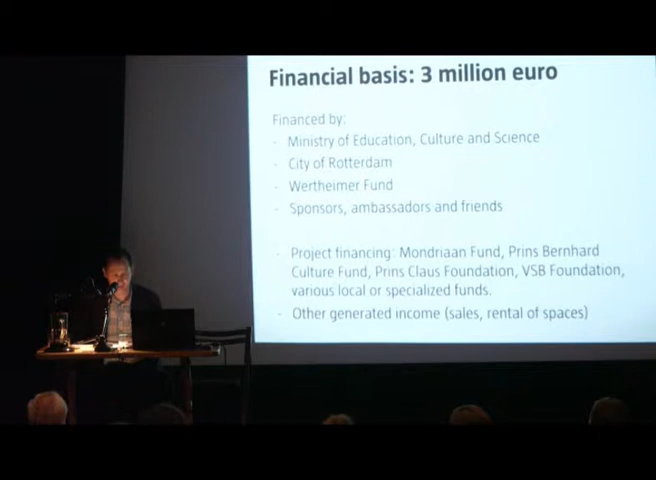 Financial basis: 3 million euro
Financed by:
- Ministry of Education, Culture and Science
- City of Rotterdam
- Wertheimer Fund
- Sponsors, ambassadors and friends
- Project financing: Mondriaan Fund, Prins Bernhard
Culture Fund, Prins Claus Foundation, VSB Foundation,
various local or specialized funds.
- Other generated income (sales, rental of spaces)